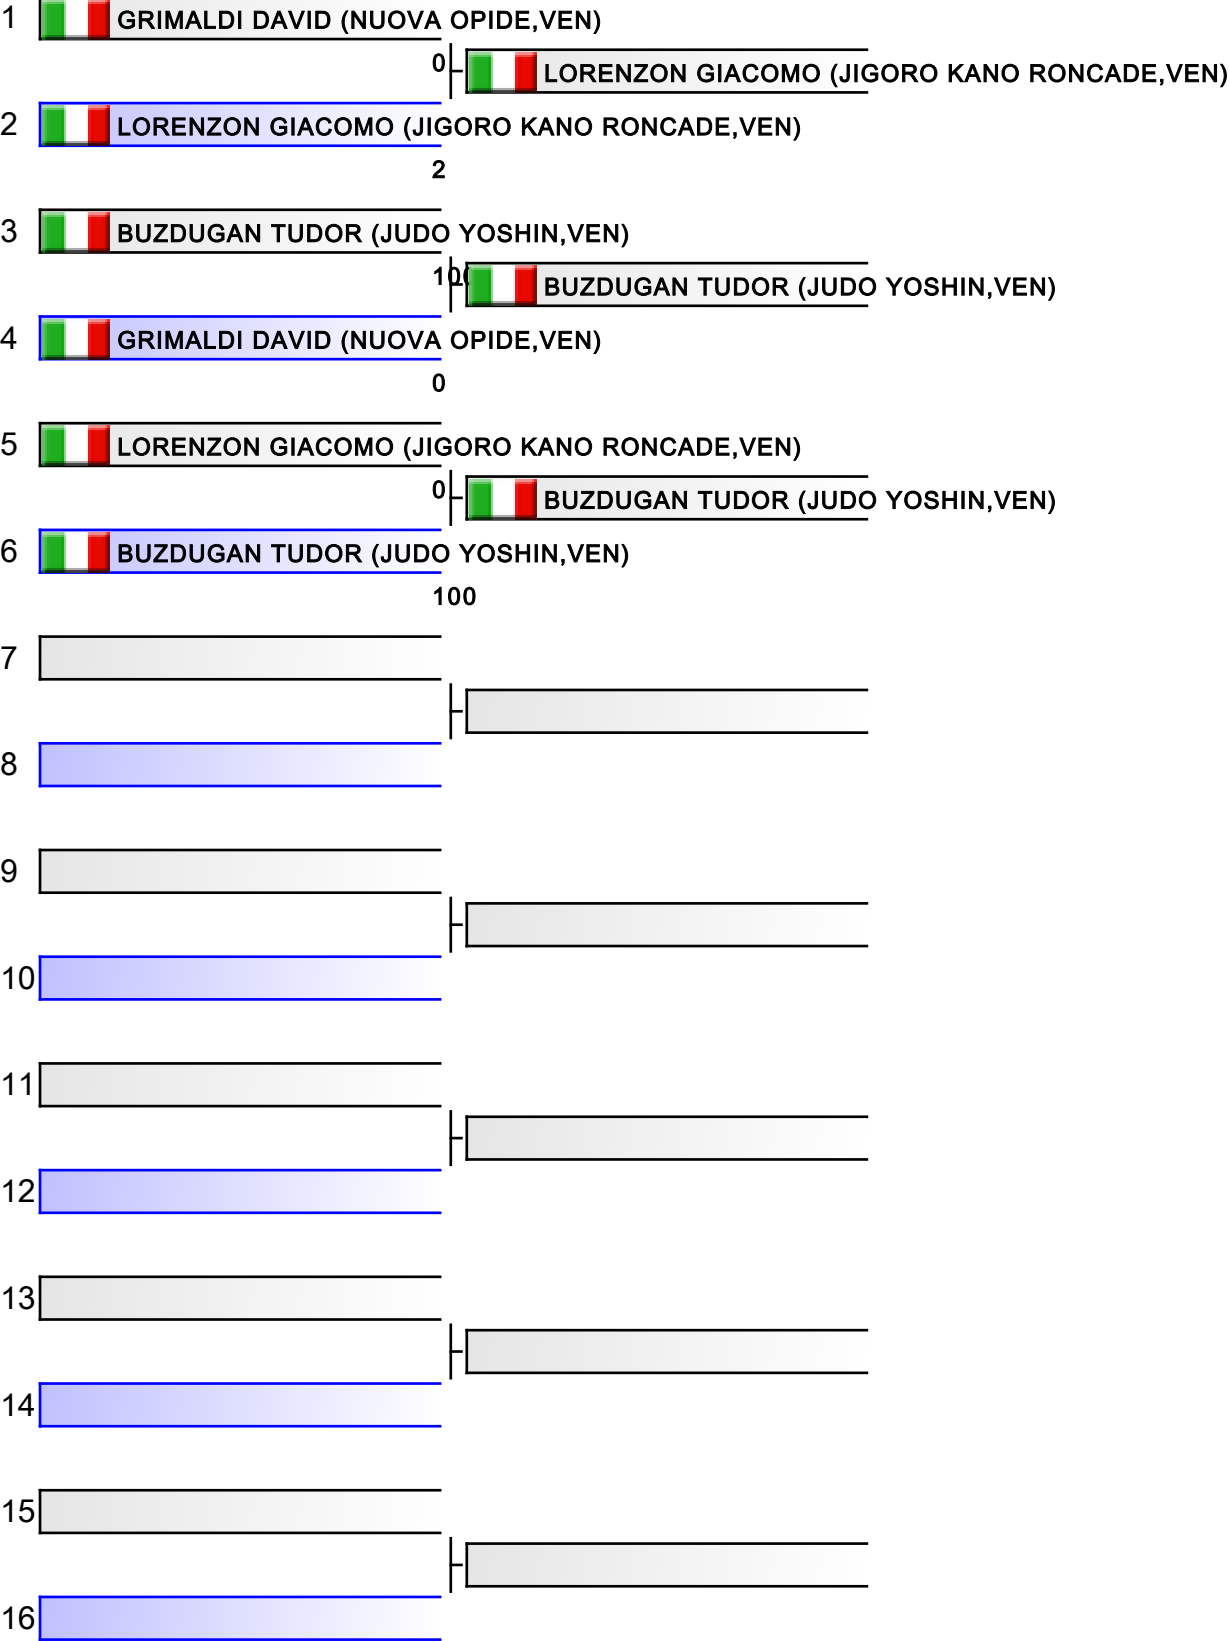 1 GRIMALDI DAVID (NUOVA OPIDE,VEN)
0 LORENZON GIACOMO (JIGORO KANO RONCADE,VEN)
2 LORENZON GIACOMO (JIGORO KANO RONCADE,VEN)
2
3 BUZDUGAN TUDOR (JUDO YOSHIN,VEN)
100 BUZDUGAN TUDOR (JUDO YOSHIN,VEN)
4 GRIMALDI DAVID (NUOVA OPIDE,VEN)
0
5 LORENZON GIACOMO (JIGORO KANO RONCADE,VEN)
0 BUZDUGAN TUDOR (JUDO YOSHIN,VEN)
6 BUZDUGAN TUDOR (JUDO YOSHIN,VEN)
100
7
8
9
10
11
12
13
14
15
16